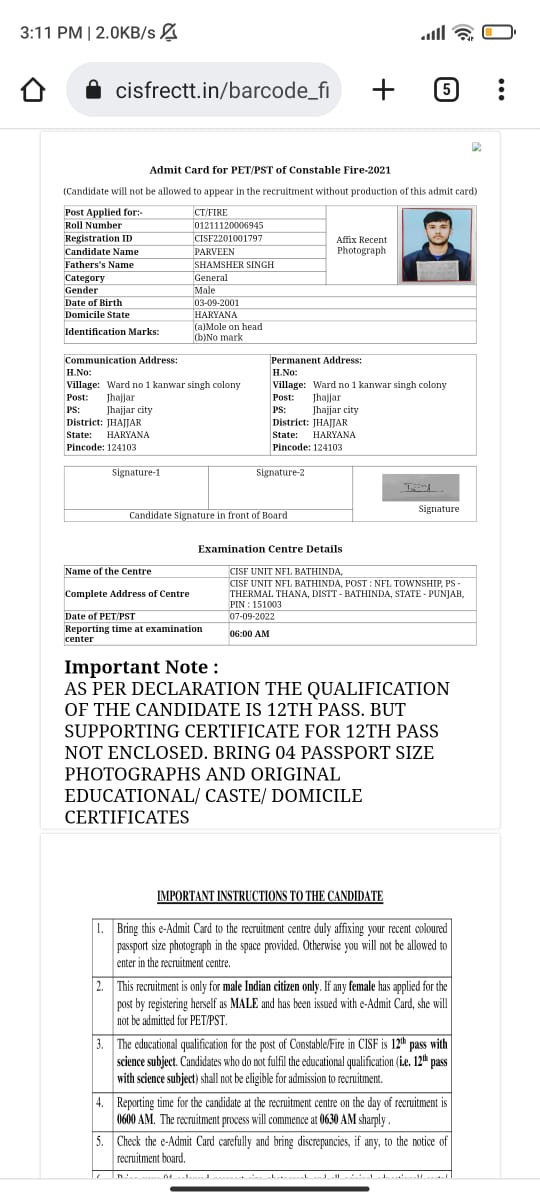 3:11 PM | 2.0KB/s
cisfrectt.in/barcode_fi
5
Admit Card for PET/PST of Constable Fire-2021
(Candidate will not be allowed to appear in the recruitment without production of this admit card)
Post Applied for:- CT/FIRE
Roll Number 01211120006945
Registration ID CISF2201001797
Candidate Name PARVEEN
Father's Name SHAMSHER SINGH
Category General
Gender Male
Date of Birth 03-09-2001
Domicile State HARYANA
Identification Marks: (a)Mole on head
(b)No mark
Affix Recent
Photograph
Communication Address:
H.No:
Village: Ward no 1 kanwar singh colony
Post: Jhajjar
PS: Jhajjar city
District: JHAJJAR
State: HARYANA
Pincode: 124103
Permanent Address:
H.No:
Village: Ward no 1 kanwar singh colony
Post: Jhajjar
PS: Jhajjar city
District: JHAJJAR
State: HARYANA
Pincode: 124103
Signature-1
Signature-2
Candidate Signature in front of Board
Signature
Examination Centre Details
Name of the Centre CISF UNIT NFL BATHINDA,
Complete Address of Centre CISF UNIT NFL BATHINDA, POST : NFL TOWNSHIP, PS -
THERMAL THANA, DISTT - BATHINDA, STATE - PUNJAB,
PIN : 151003
Date of PET/PST 07-09-2022
Reporting time at examination
center 06:00 AM
Important Note :
AS PER DECLARATION THE QUALIFICATION
OF THE CANDIDATE IS 12TH PASS. BUT
SUPPORTING CERTIFICATE FOR 12TH PASS
NOT ENCLOSED. BRING 04 PASSPORT SIZE
PHOTOGRAPHS AND ORIGINAL
EDUCATIONAL/ CASTE/ DOMICILE
CERTIFICATES
IMPORTANT INSTRUCTIONS TO THE CANDIDATE
1. Bring this e-Admit Card to the recruitment centre duly affixing your recent coloured
passport size photograph in the space provided. Otherwise you will not be allowed to
enter in the recruitment centre.
2. This recruitment is only for male Indian citizen only. If any female has applied for the
post by registering herself as MALE and has been issued with e-Admit Card, she will
not be admitted for PET/PST.
3. The educational qualification for the post of Constable/Fire in CISF is 12th pass with
science subject. Candidates who do not fulfil the educational qualification (i.e. 12th pass
with science subject) shall not be eligible for admission to recruitment.
4. Reporting time for the candidate at the recruitment centre on the day of recruitment is
0600 AM. The recruitment process will commence at 0630 AM sharply .
5. Check the e-Admit Card carefully and bring discrepancies, if any, to the notice of
recruitment board.